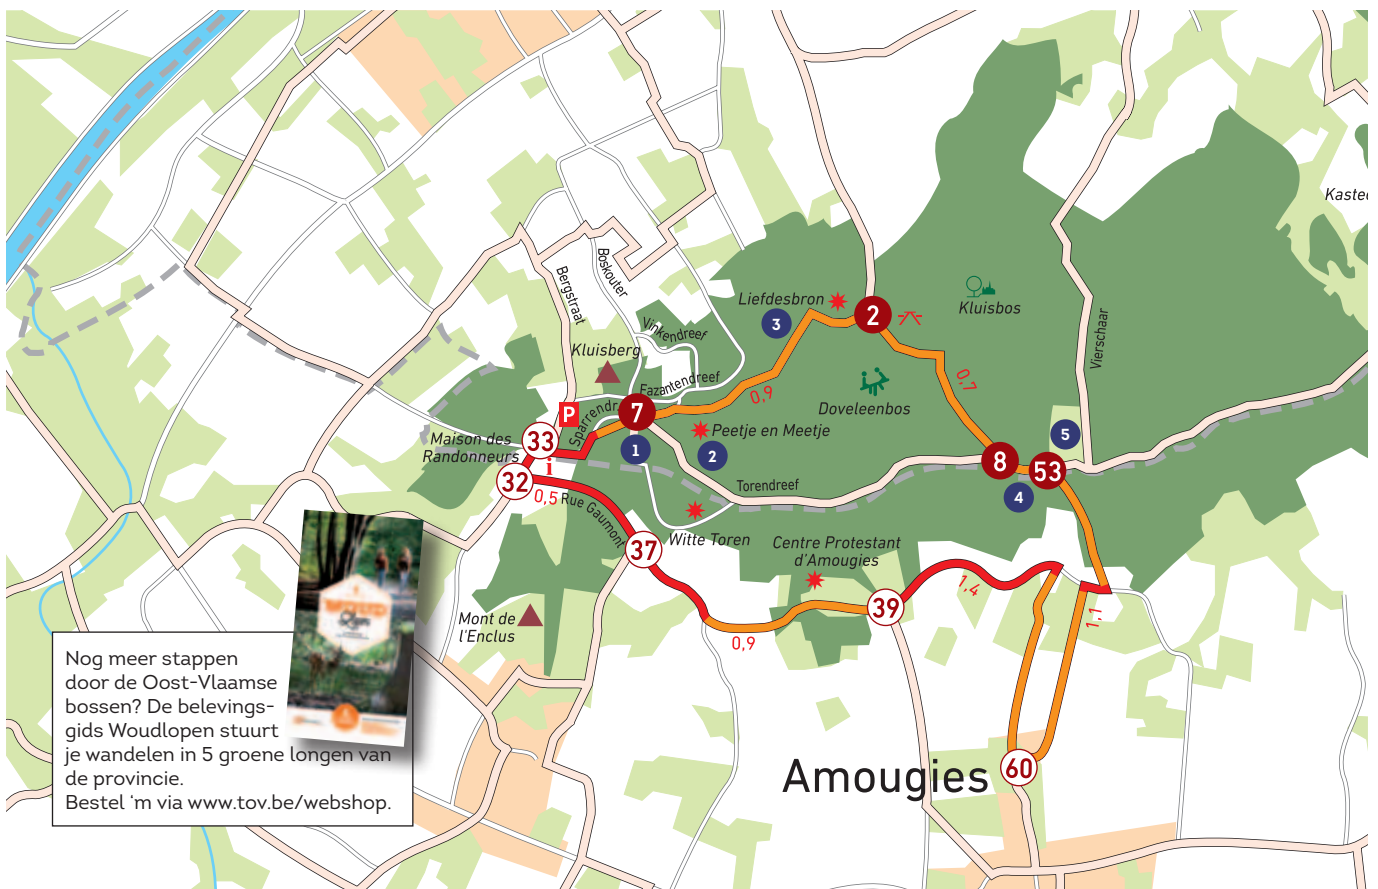 Kastee
Bergstraat
Boskouter
Liefdesbron
2
3
Kluisbos
Vierschaar
Vinkendreef
Kluisberg
Fazantendreef
0,9
0,7
Doveleenbos
P
Sparrendr
7
Peetje en Meetje
1
2
5
Maison des
Randonneurs
33
i
32
0,5
Rue Gaumont
Torendreef
8
53
4
Witte Toren
37
Centre Protestant
d'Amougies
39
1,4
1,1
Mont de
l'Enclus
0,9
Amougies
60
WOUD
Nog meer stappen
door de Oost-Vlaamse
bossen? De belevings-
gids Woudlopen stuurt
je wandelen in 5 groene longen van
de provincie.
Bestel ‘m via www.tov.be/webshop.